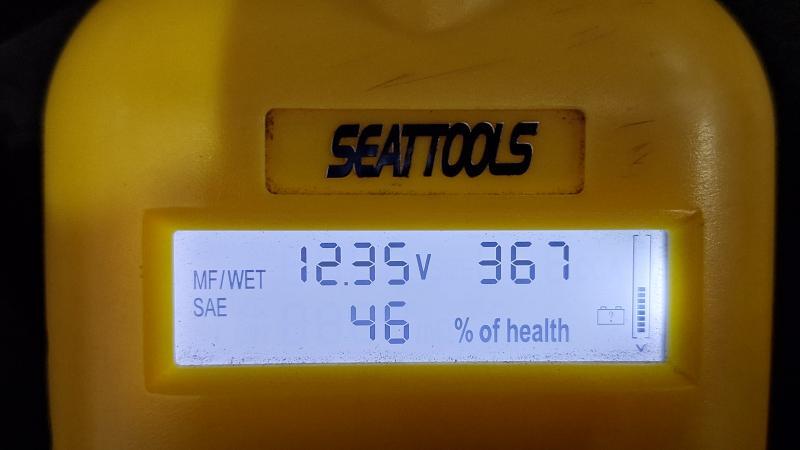 SEATTOOLS
MF/WET 12.35V 367
SAE 46 % of health
?